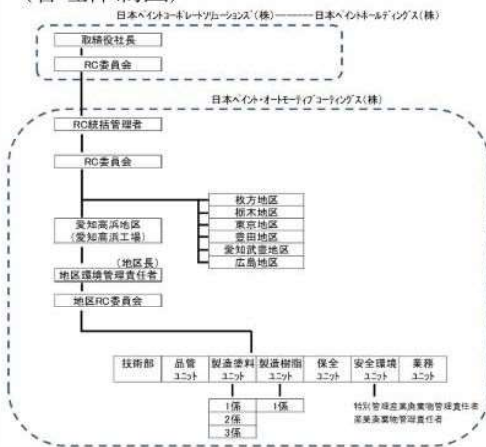 (管理体制図)
日本ペイントコーポレートソリューションズ(株)―――日本ペイントホールディングス(株)
取締役社長
RC委員会
日本ペイント・オートモーティブコーティングス(株)
RC統括管理者
RC委員会
枚方地区
栃木地区
東京地区
豊田地区
愛知武豊地区
広島地区
愛知高浜地区
(愛知高浜工場)
(地区長)
地区環境管理責任者
地区RC委員会
技術部 品管ユニット 製造塗料ユニット 製造樹脂ユニット 保全ユニット 安全環境ユニット 業務ユニット
1係 1係
2係
3係
特別管理産業廃棄物管理責任者
産業廃棄物管理責任者